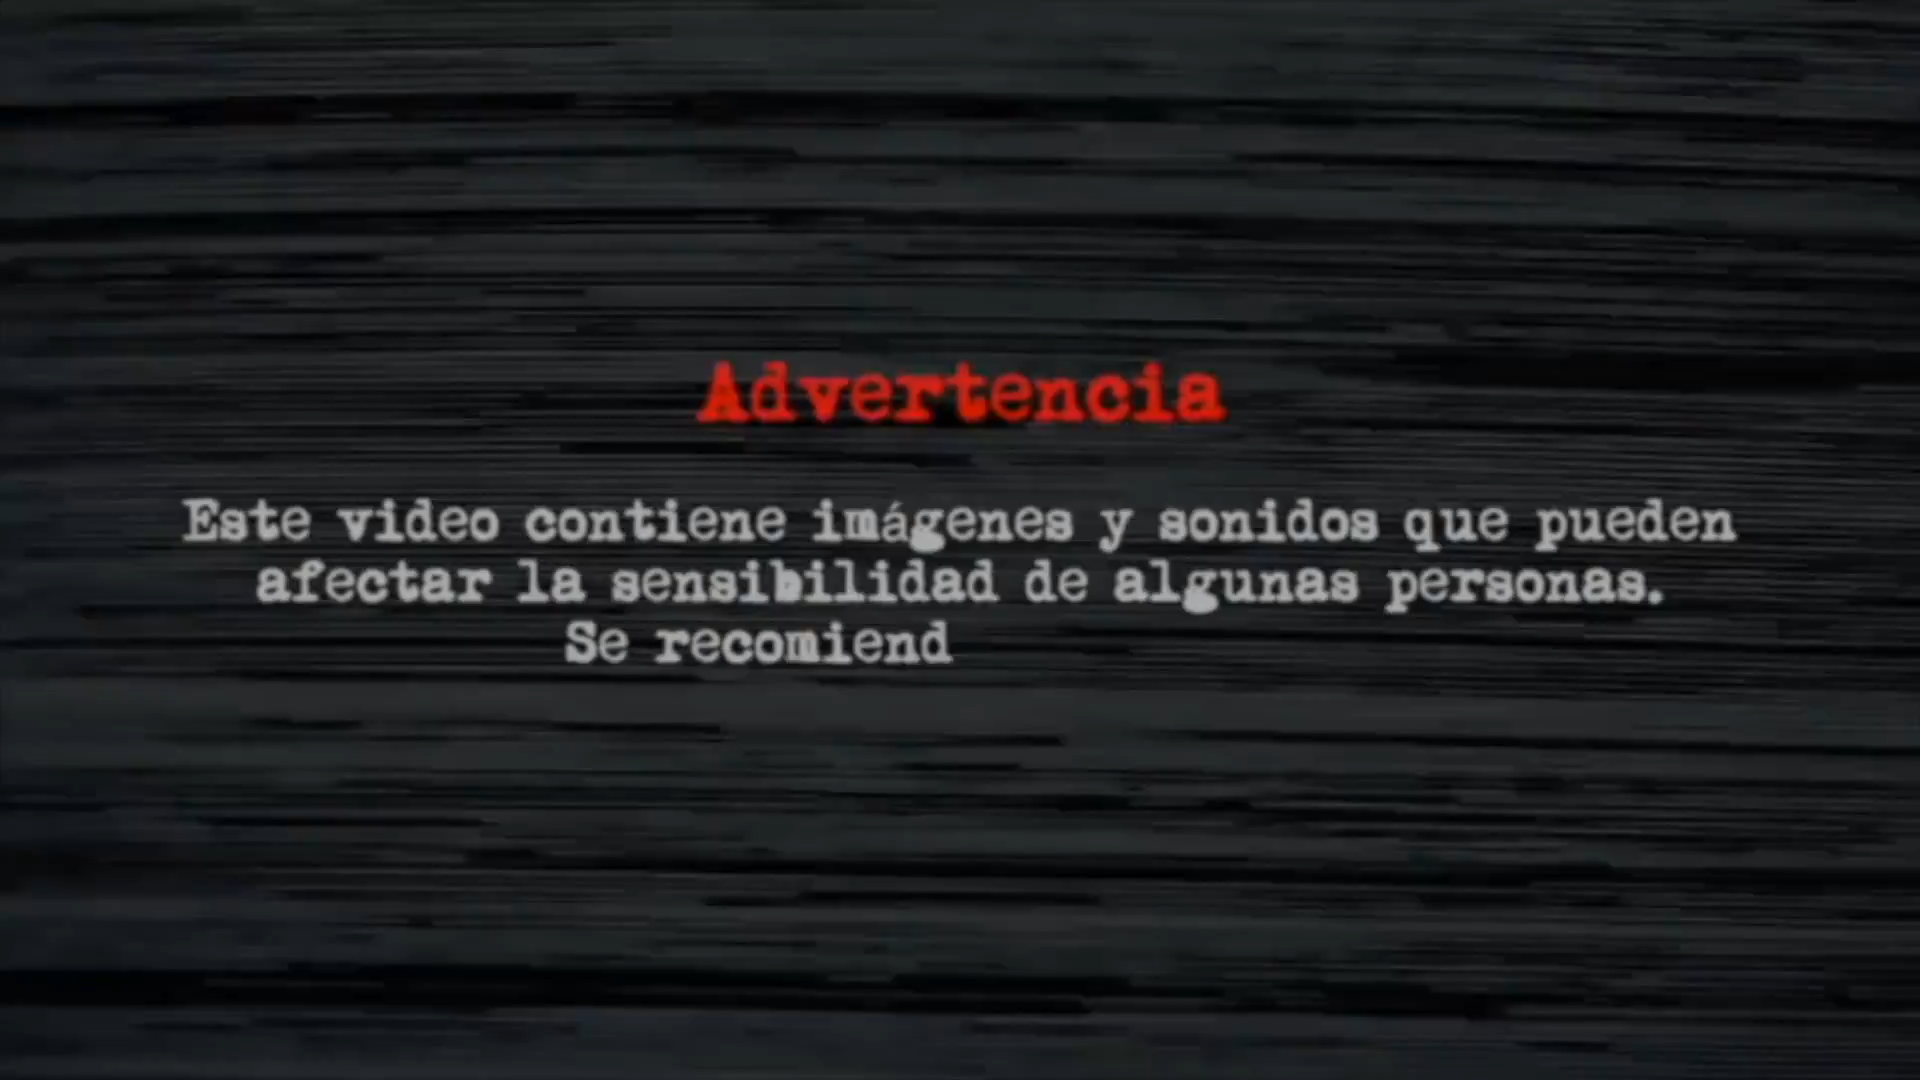 Advertencia
Este video contiene imágenes y sonidos que pueden
afectar la sensibilidad de algunas personas.
Se recomiend